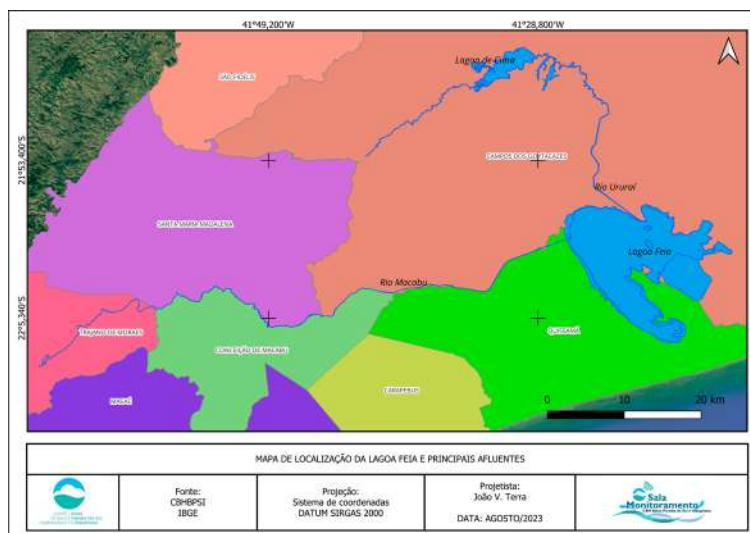 41°49,200'W
41°28,800'W
SÃO FIDÉLIS
Lagoa de Cima
21°53,400'S
CAMPOS DOS GOYTACAZES
Rio Ururaí
SANTA MARIA MADALENA
Lagoa Feia
Rio Macabu
22°5,340'S
TRAJANO DE MORAES
QUISSAMÃ
CONCEIÇÃO DE MACABU
CARAPEBUS
MACAÉ
0 10 20 km
MAPA DE LOCALIZAÇÃO DA LAGOA FEIA E PRINCIPAIS AFLUENTES
Fonte:
CBHBPSI
IBGE
Projeção:
Sistema de coordenadas
DATUM SIRGAS 2000
Projetista:
João V. Terra
DATA: AGOSTO/2023
Sala
Monitoramento